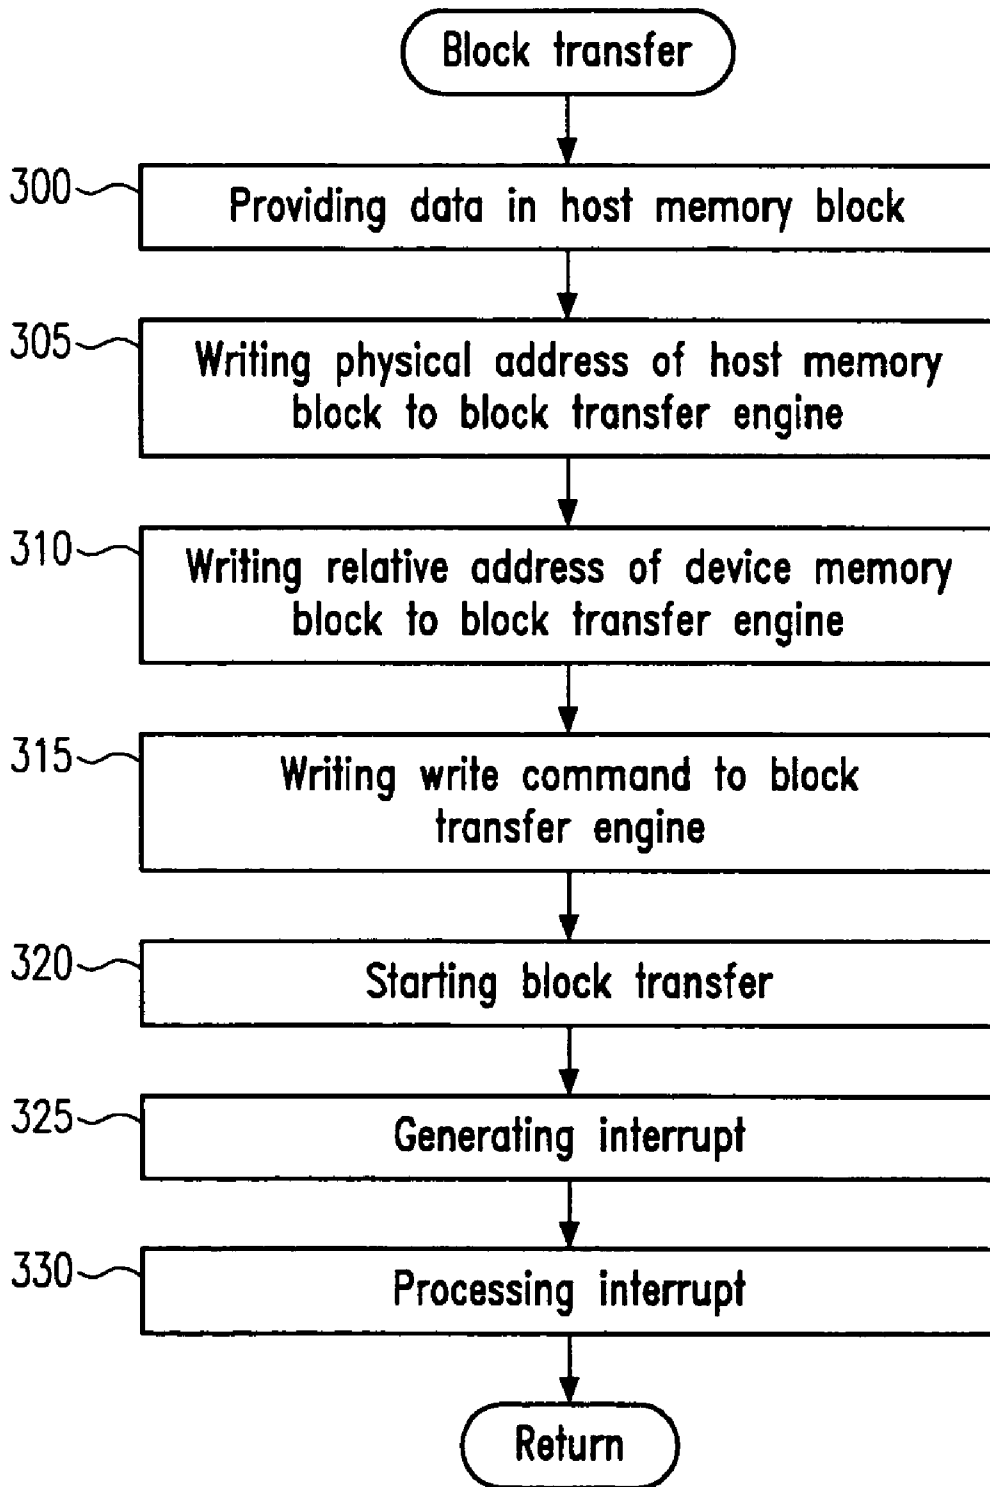 Block transfer
300
Providing data in host memory block
305
Writing physical address of host memory
block to block transfer engine
310
Writing relative address of device memory
block to block transfer engine
315
Writing write command to block
transfer engine
320
Starting block transfer
325
Generating interrupt
330
Processing interrupt
Return